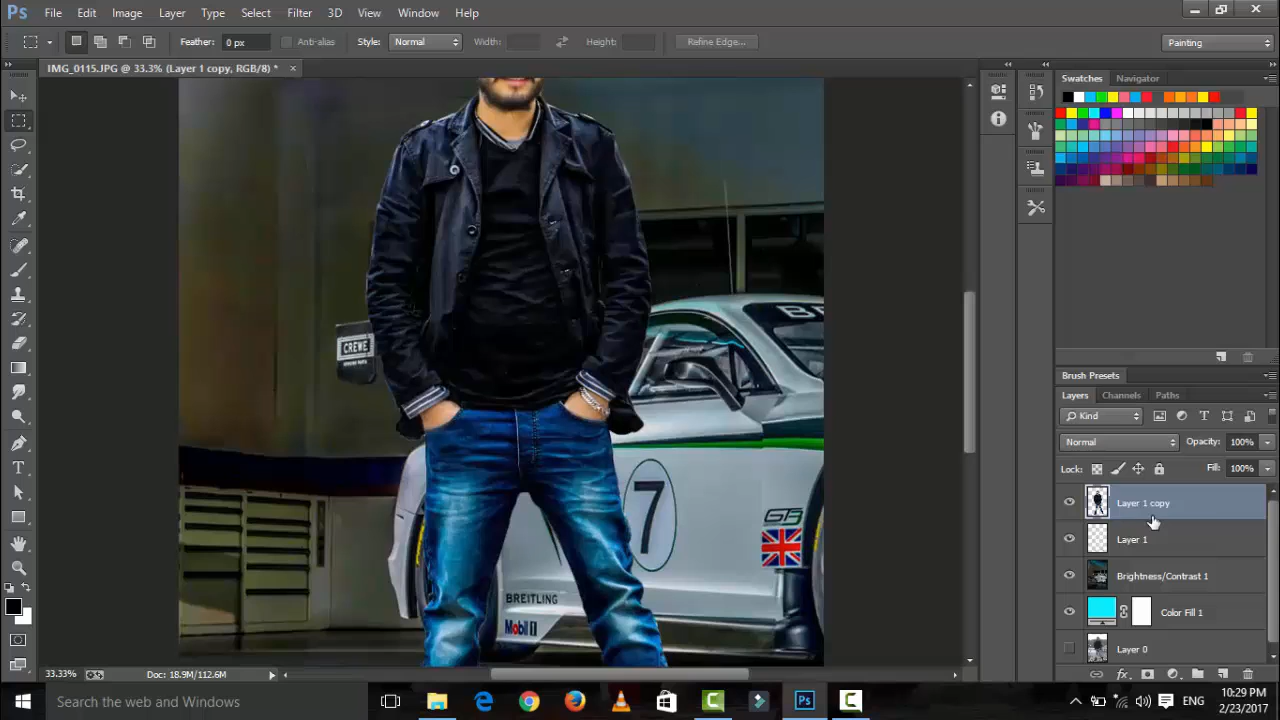 Ps File Edit Image Layer Type Select Filter 3D View Window Help
Feather: 0 px Anti-alias Style: Normal Width: Height: Refine Edge... Painting
IMG_0115.JPG @ 33.3% (Layer 1 copy, RGB/8) * ×
Swatches Navigator
CREWE
7
BREITLING
Mobil 1
Brush Presets
Layers Channels Paths
Kind
Normal Opacity: 100%
Lock: Fill: 100%
Layer 1 copy
Layer 1
Brightness/Contrast 1
Color Fill 1
Layer 0
33.33% Doc: 18.9M/112.6M
Search the web and Windows
ENG
10:29 PM
2/23/2017